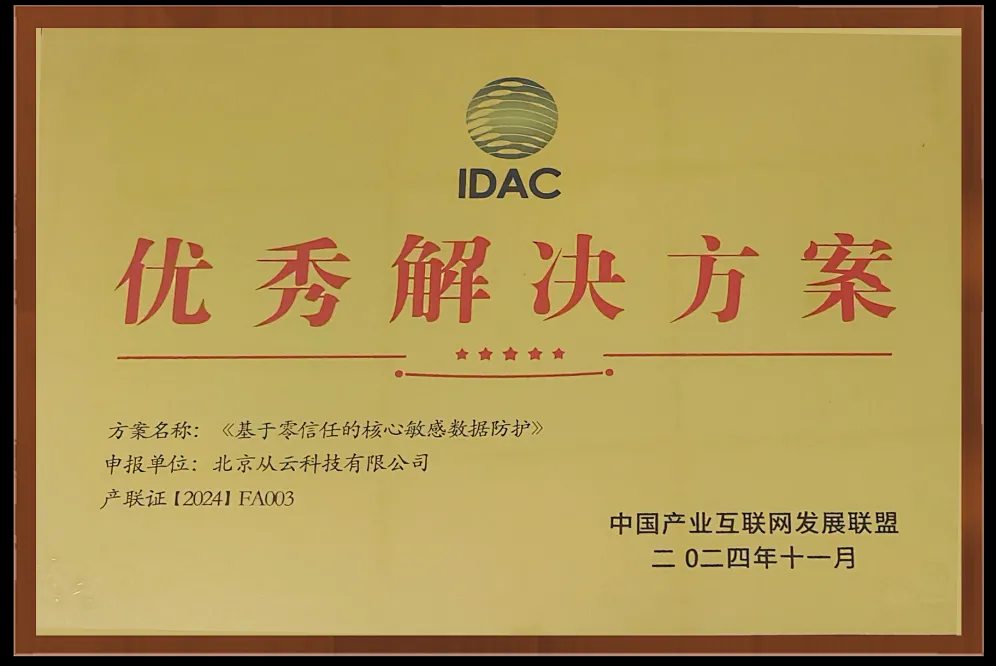 IDAC
优秀解决方案
方案名称：《基于零信任的核心敏感数据防护》
申报单位：北京从云科技有限公司
产联证【2024】FA003
中国产业互联网发展联盟
二0二四年十一月